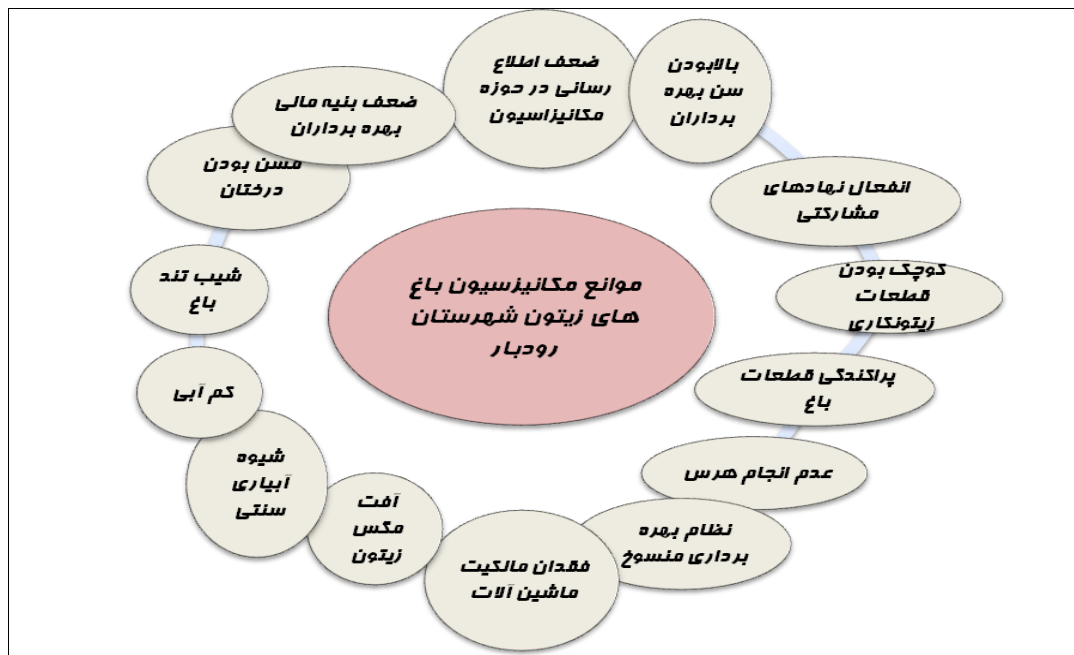 بالابودن
سن بهره
برداران
ضعف اطلاع
رسانی در حوزه
مکانیزاسیون
ضعف بنیه مالی
بهره برداران
مسن بودن
درختان
شیب تند
باغ
کم آبی
شیوه
آبیاری
سنتی
آفت
مگس
زیتون
فقدان مالکیت
ماشین آلات
نظام بهره
برداری منسوخ
عدم انجام هرس
پراکندگی قطعات
باغ
کوچک بودن
قطعات
زیتونکاری
انفعال نهادهای
مشارکتی
موانع مکانیزسیون باغ
های زیتون شهرستان
رودبار